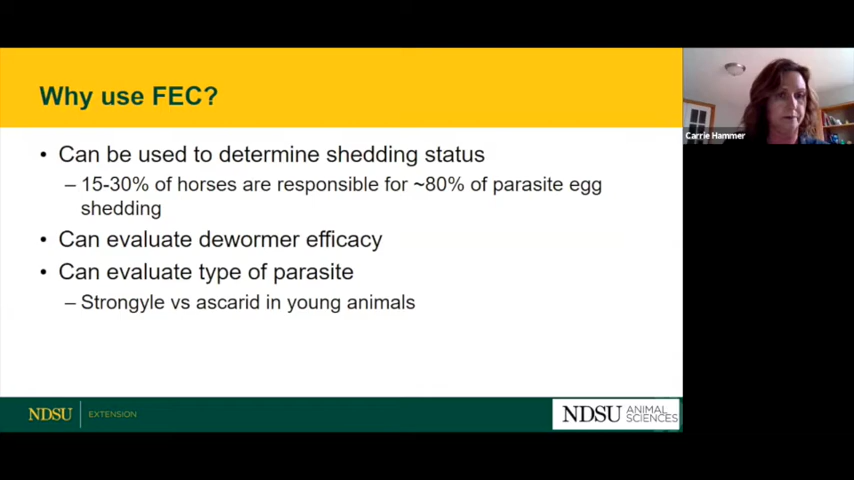 Why use FEC?
• Can be used to determine shedding status
– 15-30% of horses are responsible for ~80% of parasite egg
shedding
• Can evaluate dewormer efficacy
• Can evaluate type of parasite
– Strongyle vs ascarid in young animals
NDSU EXTENSION
NDSU ANIMAL
SCIENCES
Carrie Hammer